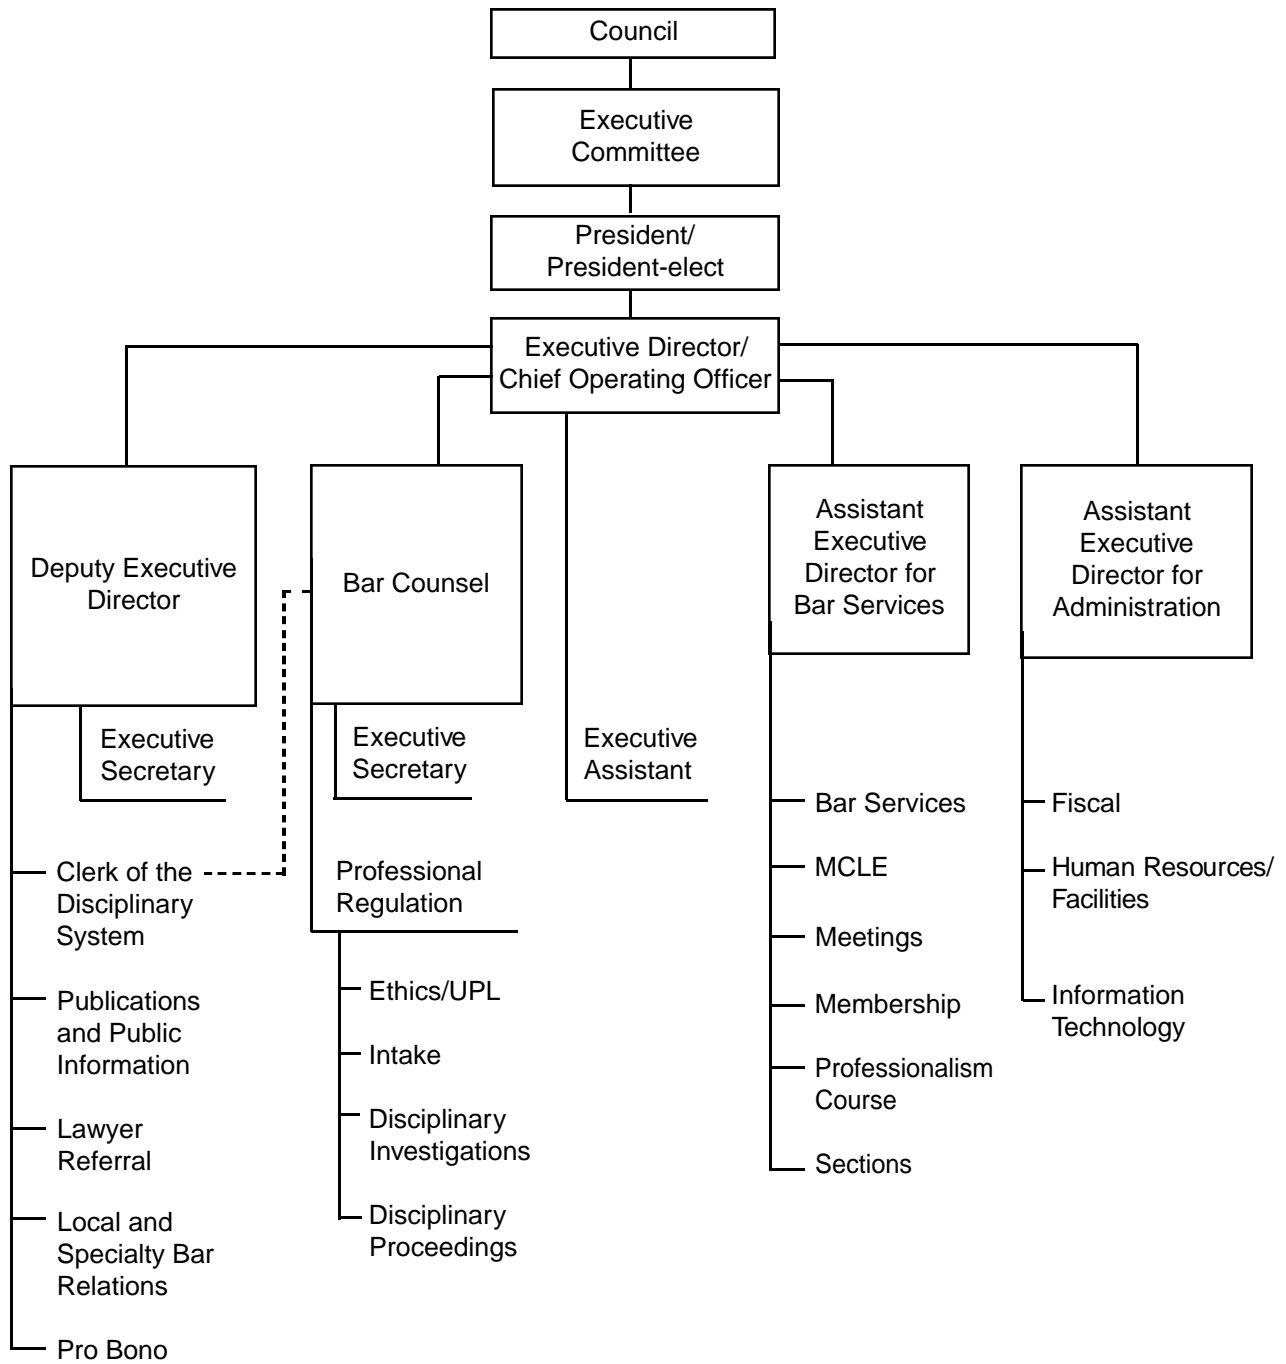 Council
Executive
Committee
President/
President-elect
Executive Director/
Chief Operating Officer
Deputy Executive
Director
Bar Counsel
Assistant
Executive
Director for
Bar Services
Assistant
Executive
Director for
Administration
Executive
Secretary
Executive
Secretary
Executive
Assistant
Clerk of the
Disciplinary
System
Publications
and Public
Information
Lawyer
Referral
Local and
Specialty Bar
Relations
Pro Bono
Professional
Regulation
Ethics/UPL
Intake
Disciplinary
Investigations
Disciplinary
Proceedings
Bar Services
MCLE
Meetings
Membership
Professionalism
Course
Sections
Fiscal
Human Resources/
Facilities
Information
Technology